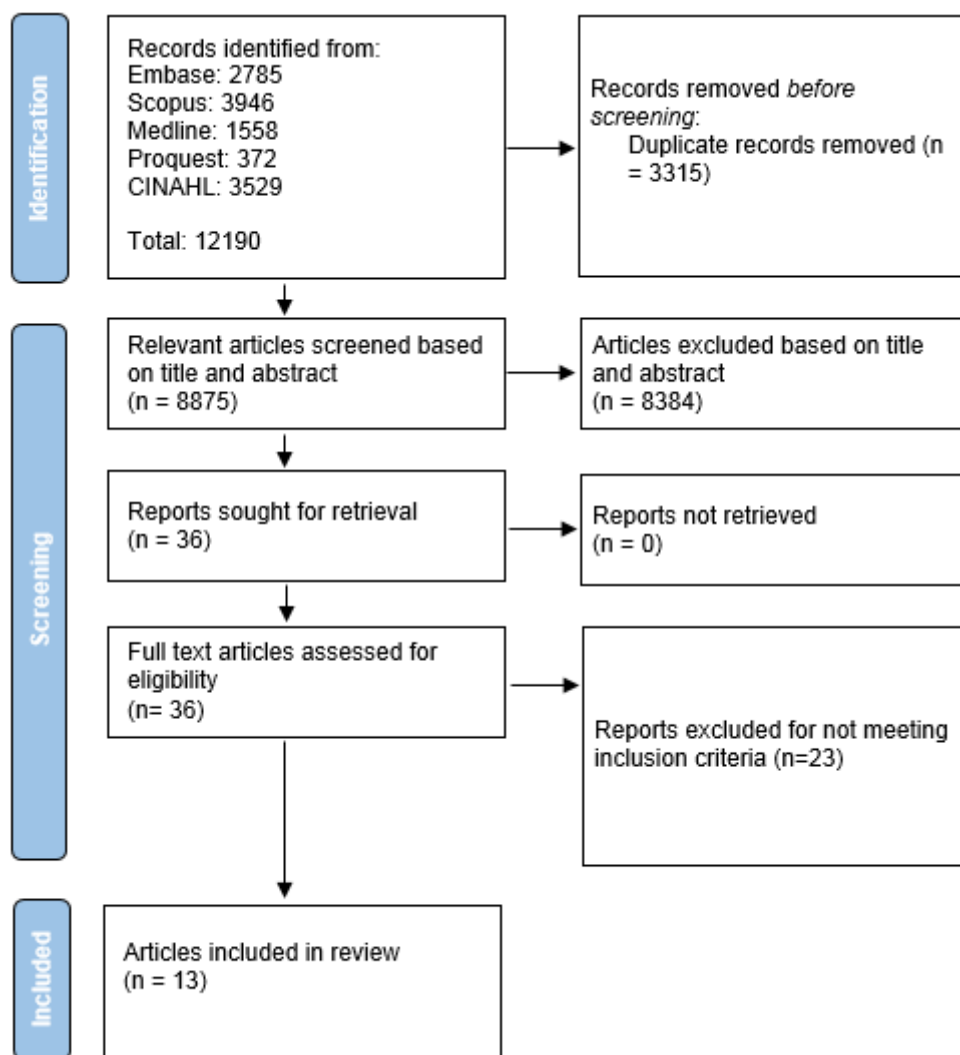 Identification
Records identified from:
Embase: 2785
Scopus: 3946
Medline: 1558
Proquest: 372
CINAHL: 3529
Total: 12190
Records removed before
screening:
Duplicate records removed (n
= 3315)
Screening
Relevant articles screened based
on title and abstract
(n = 8875)
Articles excluded based on title
and abstract
(n = 8384)
Reports sought for retrieval
(n = 36)
Reports not retrieved
(n = 0)
Full text articles assessed for
eligibility
(n= 36)
Reports excluded for not meeting
inclusion criteria (n=23)
Included
Articles included in review
(n = 13)